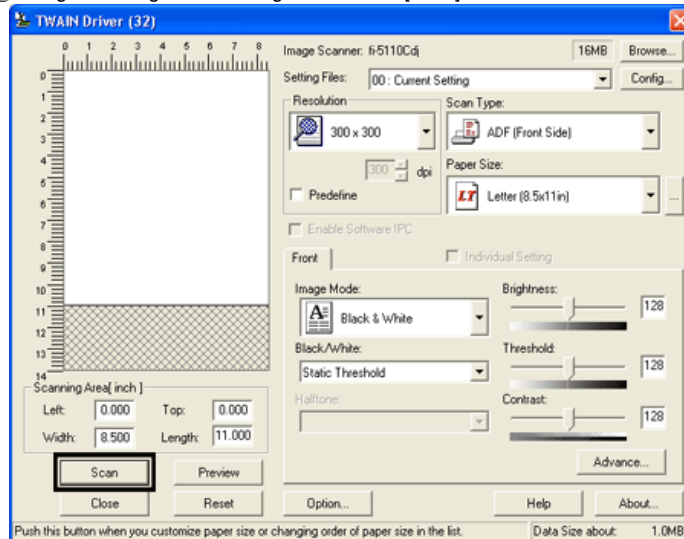 TWAIN Driver (32)
0 1 2 3 4 5 6 7 8
0
1
2
3
4
5
6
7
8
9
10
11
12
13
14
Scanning Area[ inch ]
Left: 0.000 Top: 0.000
Width: 8.500 Length: 11.000
Scan Preview
Close Reset
Image Scanner: fi-5110Cdj 16MB Browse...
Setting Files: 00 : Current Setting Config...
Resolution
300 x 300
300 dpi
Predefine
Scan Type:
ADF (Front Side)
Paper Size:
LT Letter (8.5x11in) ...
Enable Software IPC
Front Individual Setting
Image Mode:
A Black & White
Black/White:
Static Threshold
Halftone:
Brightness:
128
Threshold:
128
Contrast:
128
Advance...
Option... Help About...
Push this button when you customize paper size or changing order of paper size in the list. Data Size about: 1.0MB